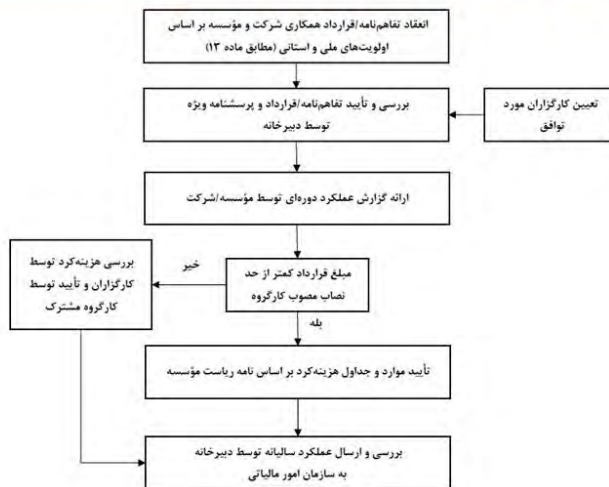 انعقاد تفاهم‌نامه/قرارداد همکاری شرکت و مؤسسه بر اساس
اولویت‌های ملی و استانی (مطابق ماده ۱۳)
بررسی و تأیید تفاهم‌نامه/قرارداد و پرسشنامه ویژه
توسط دبیرخانه
تعیین کارگزاران مورد
توافق
ارائه گزارش عملکرد دوره‌ای توسط مؤسسه/شرکت
مبلغ قرارداد کمتر از حد
نصاب مصوب کارگروه
خیر
بررسی هزینه‌کرد توسط
کارگزاران و تأیید توسط
کارگروه مشترک
بله
تأیید موارد و جداول هزینه‌کرد بر اساس نامه ریاست مؤسسه
بررسی و ارسال عملکرد سالیانه توسط دبیرخانه
به سازمان امور مالیاتی